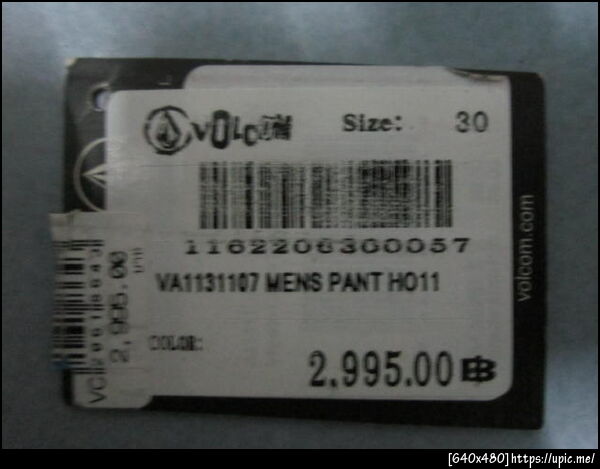 VOLCOM Size: 30
1162206300057
VA1131107 MENS PANT HO11
COLOR:
2,995.00 ฿
2,995.00
volcom.com
[640x480]https://upic.me/